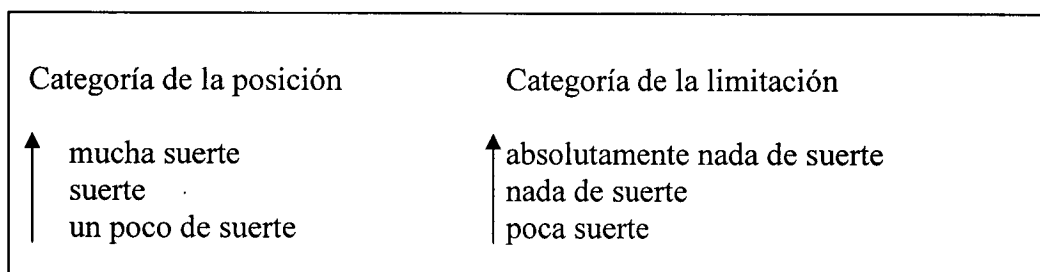 Categoría de la posición
mucha suerte
suerte
un poco de suerte
Categoría de la limitación
absolutamente nada de suerte
nada de suerte
poca suerte